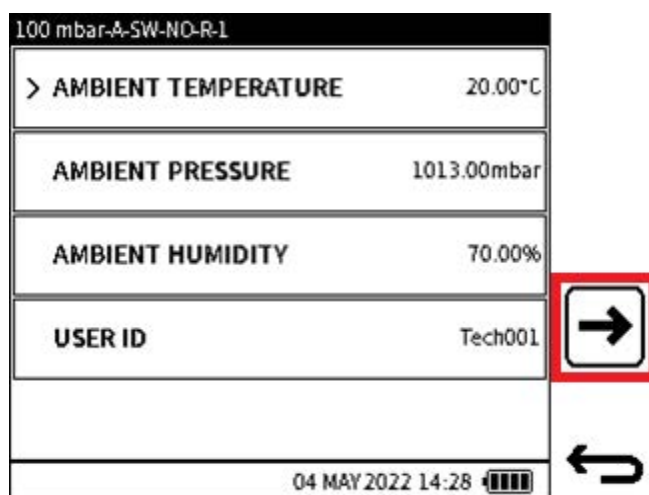 100 mbar-A-SW-NO-R-1
> AMBIENT TEMPERATURE 20.00°C
AMBIENT PRESSURE 1013.00mbar
AMBIENT HUMIDITY 70.00%
USER ID Tech001
04 MAY 2022 14:28